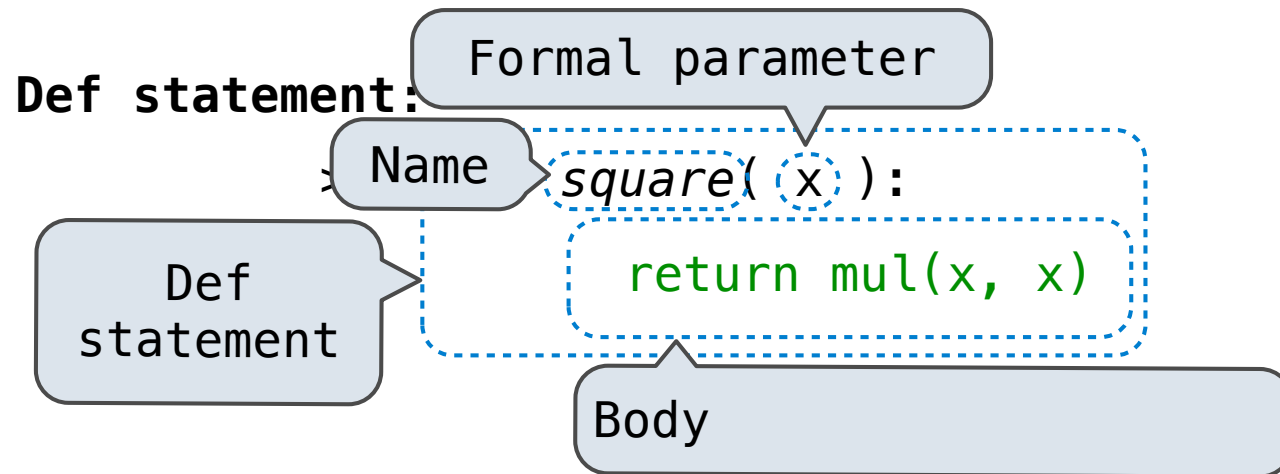 Formal parameter
Def statement:
Name
square( x ):
Def
statement
return mul(x, x)
Body